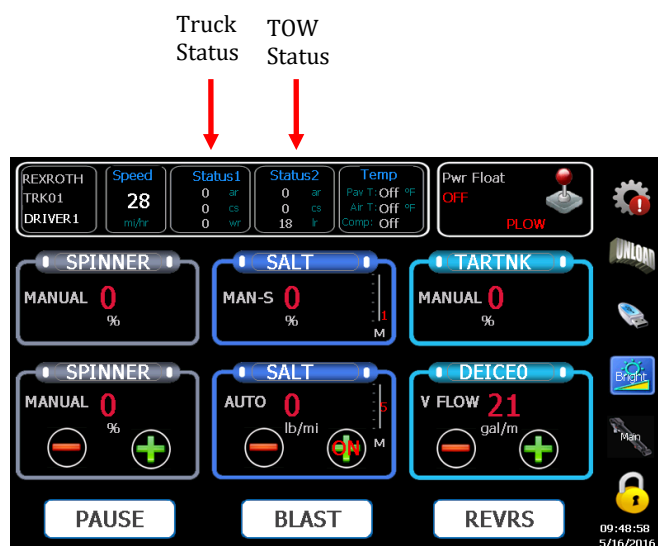 Truck Status
TOW Status
REXROTH
TRK01
DRIVER1
Speed
28
mi/hr
Status1
0 ar
0 cs
0 wr
Status2
0 ar
0 cs
18 lr
Temp
Pav T: Off °F
Air T: Off °F
Comp: Off
Pwr Float
OFF
PLOW
UNLOAD
SPINNER
MANUAL 0
%
SALT
MAN-S 0
%
1
M
TARTNK
MANUAL 0
%
SPINNER
MANUAL 0
%
SALT
AUTO 0
lb/mi
ON
S
M
DEICE0
V FLOW 21
gal/m
Bright
Main
PAUSE
BLAST
REVRS
09:48:58
5/16/2016